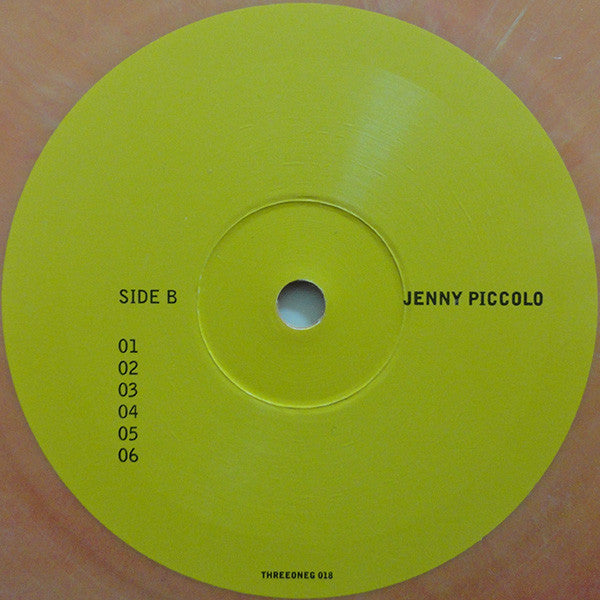 SIDE B
JENNY PICCOLO
01
02
03
04
05
06
THREEONEG 018